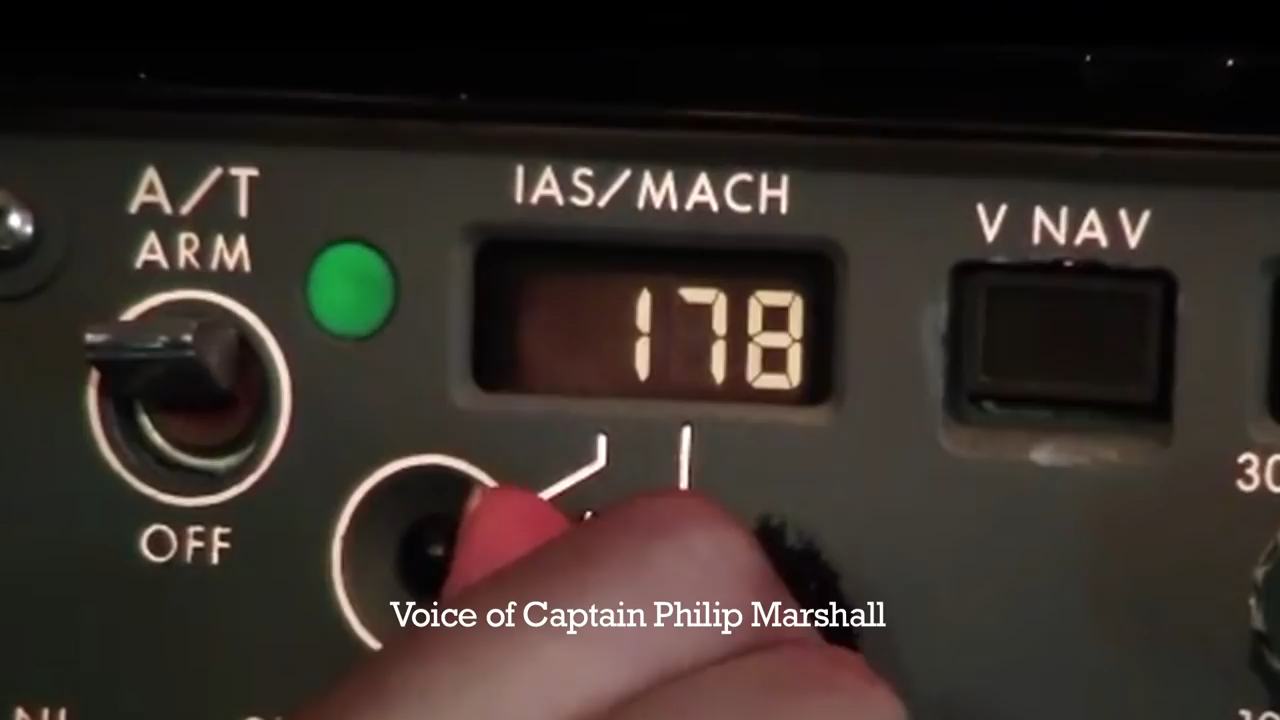 A/T
ARM
IAS/MACH
178
V NAV
OFF
Voice of Captain Philip Marshall